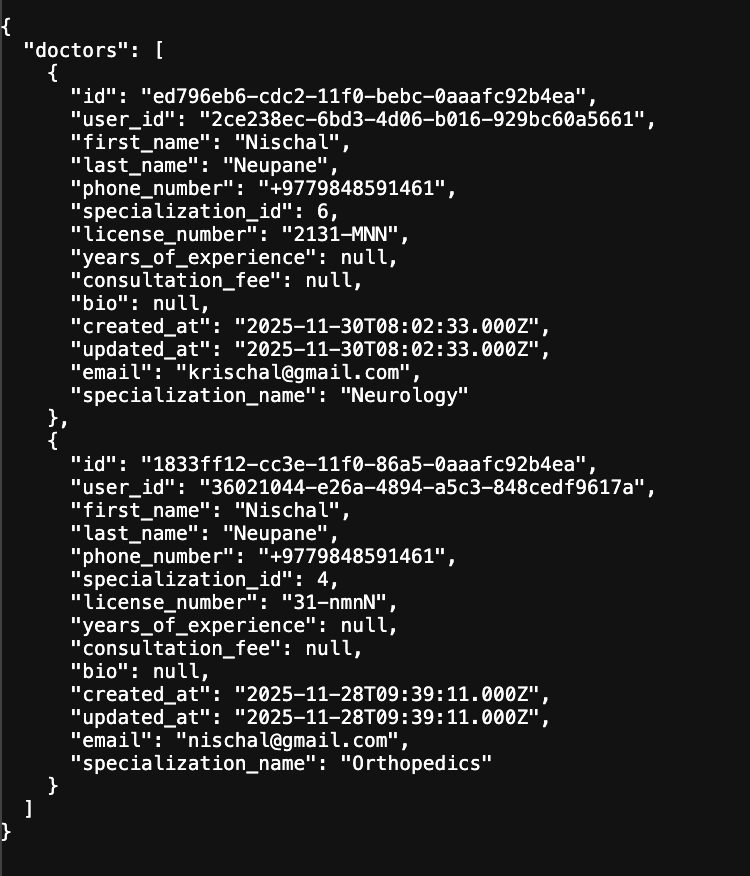 {
  "doctors": [
    {
      "id": "ed796eb6-cdc2-11f0-bebc-0aaafc92b4ea",
      "user_id": "2ce238ec-6bd3-4d06-b016-929bc60a5661",
      "first_name": "Nischal",
      "last_name": "Neupane",
      "phone_number": "+9779848591461",
      "specialization_id": 6,
      "license_number": "2131-MNN",
      "years_of_experience": null,
      "consultation_fee": null,
      "bio": null,
      "created_at": "2025-11-30T08:02:33.000Z",
      "updated_at": "2025-11-30T08:02:33.000Z",
      "email": "krischal@gmail.com",
      "specialization_name": "Neurology"
    },
    {
      "id": "1833ff12-cc3e-11f0-86a5-0aaafc92b4ea",
      "user_id": "36021044-e26a-4894-a5c3-848cedf9617a",
      "first_name": "Nischal",
      "last_name": "Neupane",
      "phone_number": "+9779848591461",
      "specialization_id": 4,
      "license_number": "31-nmnN",
      "years_of_experience": null,
      "consultation_fee": null,
      "bio": null,
      "created_at": "2025-11-28T09:39:11.000Z",
      "updated_at": "2025-11-28T09:39:11.000Z",
      "email": "nischal@gmail.com",
      "specialization_name": "Orthopedics"
    }
  ]
}